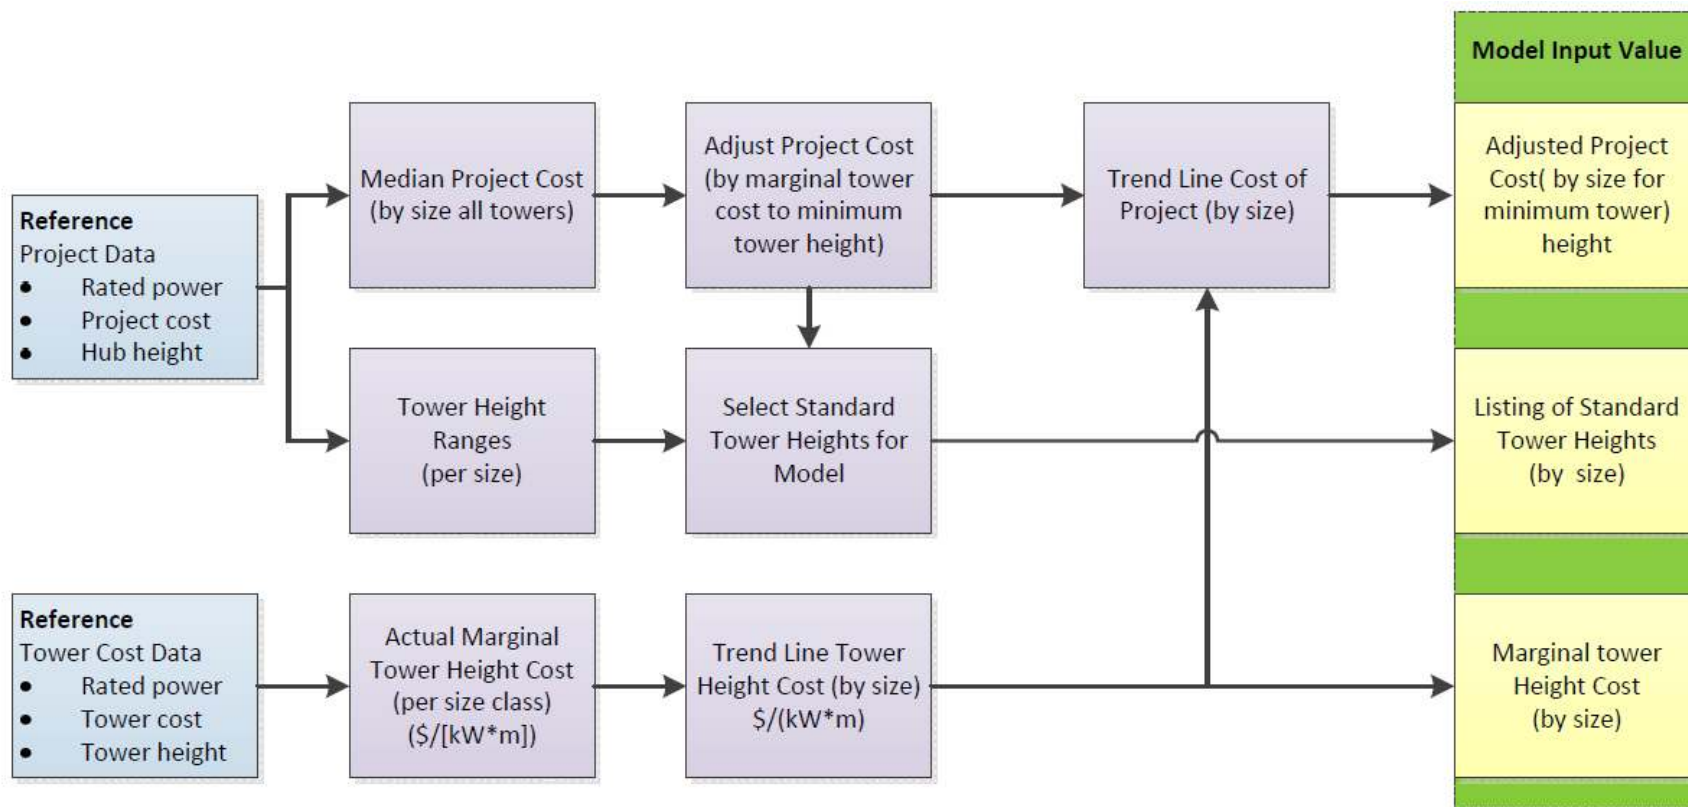 Model Input Value
Median Project Cost
(by size all towers)
Adjust Project Cost
(by marginal tower
cost to minimum
tower height)
Trend Line Cost of
Project (by size)
Adjusted Project
Cost( by size for
minimum tower)
height
Reference
Project Data
● Rated power
● Project cost
● Hub height
Tower Height
Ranges
(per size)
Select Standard
Tower Heights for
Model
Listing of Standard
Tower Heights
(by  size)
Reference
Tower Cost Data
● Rated power
● Tower cost
● Tower height
Actual Marginal
Tower Height Cost
(per size class)
($/[kW*m])
Trend Line Tower
Height Cost (by size)
$/(kW*m)
Marginal tower
Height Cost
(by size)